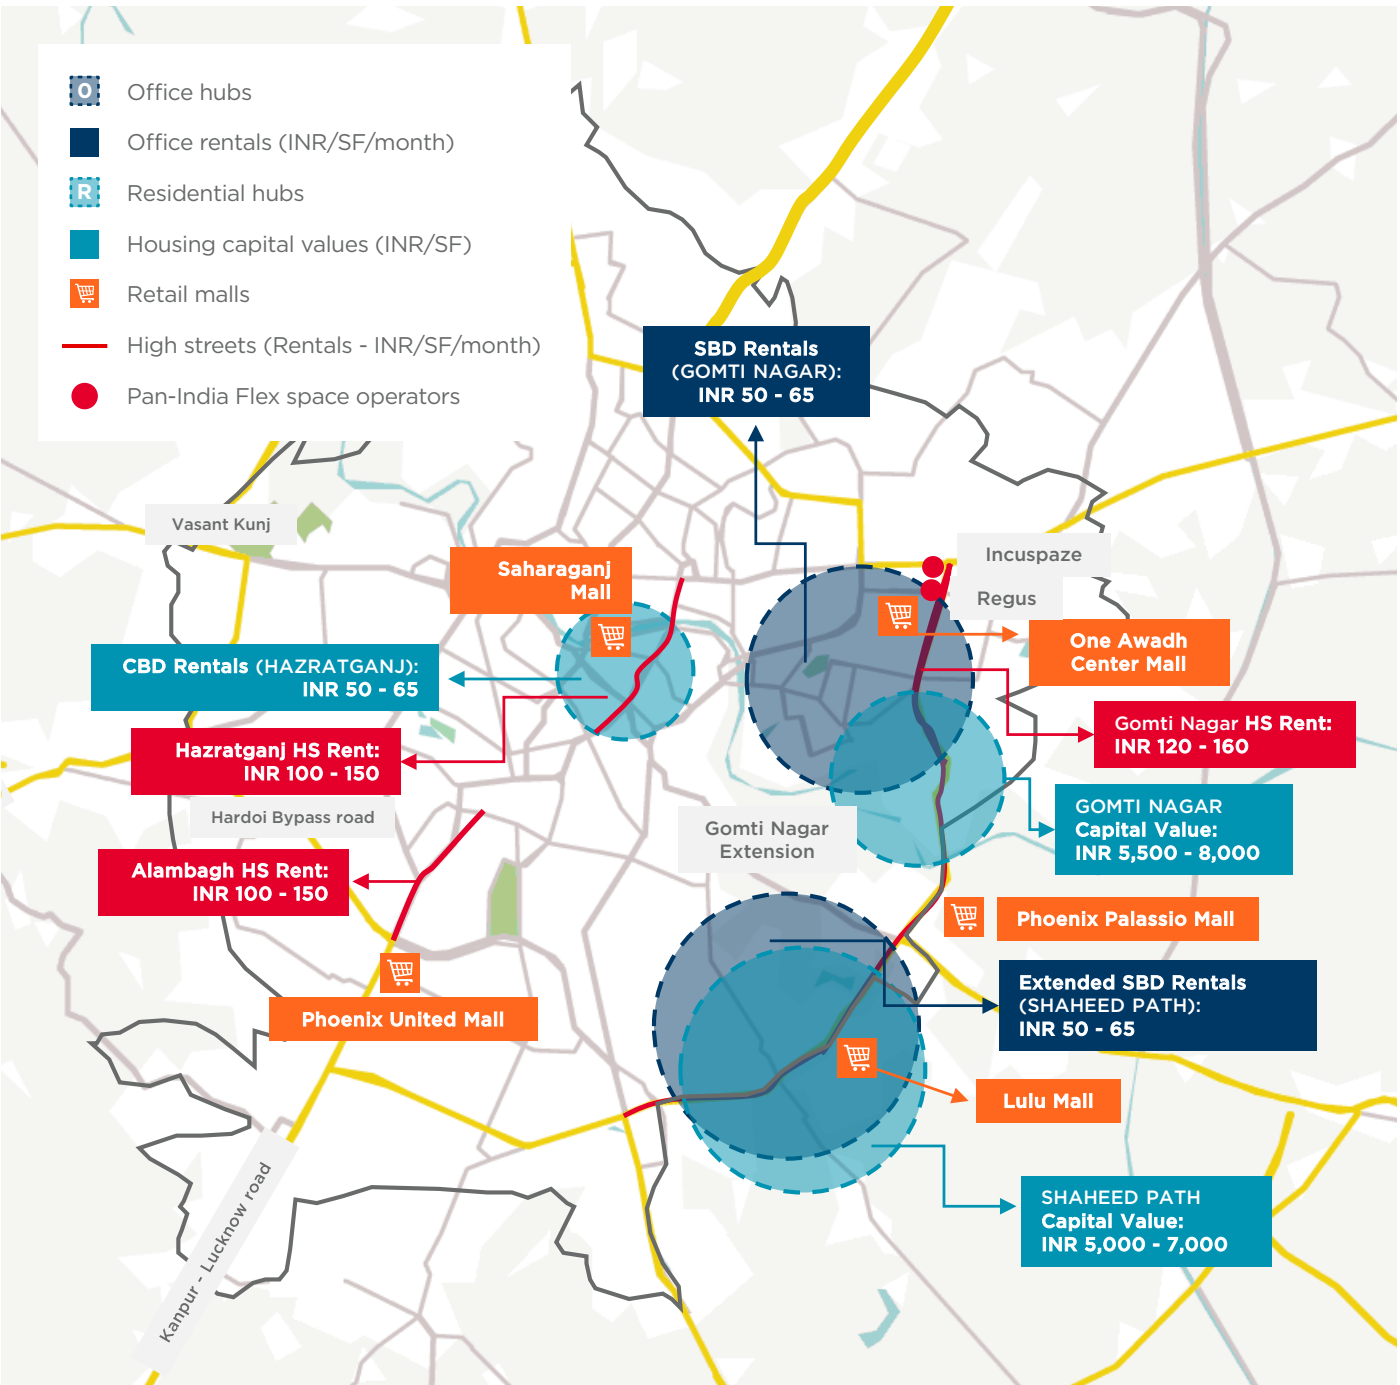 O Office hubs
Office rentals (INR/SF/month)
R Residential hubs
Housing capital values (INR/SF)
Retail malls
High streets (Rentals - INR/SF/month)
Pan-India Flex space operators
SBD Rentals
(GOMTI NAGAR):
INR 50 - 65
Vasant Kunj
Saharaganj
Mall
Incuspaze
Regus
One Awadh
Center Mall
CBD Rentals (HAZRATGANJ):
INR 50 - 65
Gomti Nagar HS Rent:
INR 120 - 160
Hazratganj HS Rent:
INR 100 - 150
Hardoi Bypass road
GOMTI NAGAR
Capital Value:
INR 5,500 - 8,000
Gomti Nagar
Extension
Alambagh HS Rent:
INR 100 - 150
Phoenix Palassio Mall
Extended SBD Rentals
(SHAHEED PATH):
INR 50 - 65
Phoenix United Mall
Lulu Mall
SHAHEED PATH
Capital Value:
INR 5,000 - 7,000
Kanpur - Lucknow road